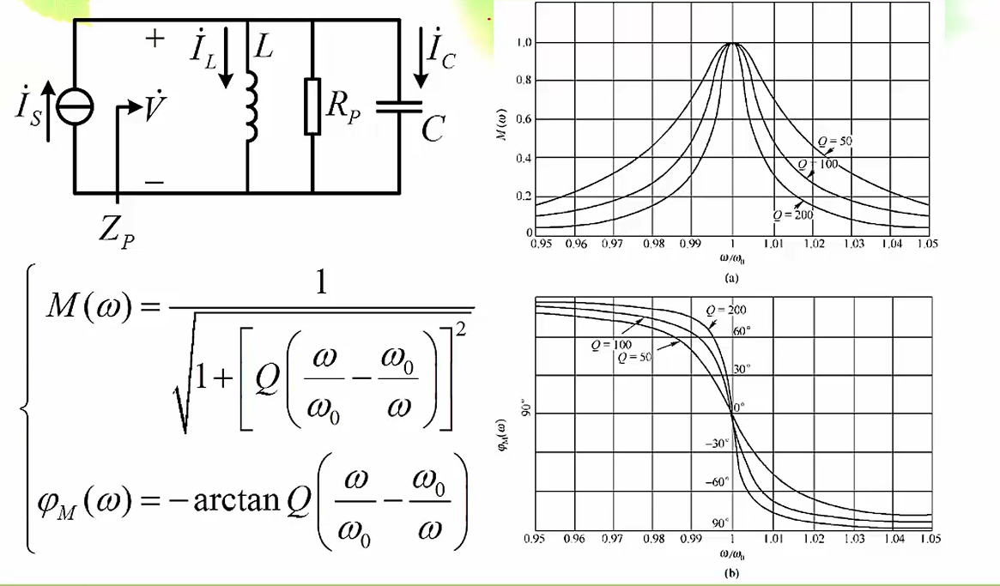 +
İ_L
L
İ_C
İ_S
V̇
R_P
C
−
Z_P
M(ω) = 1 / √(1 + [Q(ω/ω₀ − ω₀/ω)]²)
φ_M(ω) = −arctan Q(ω/ω₀ − ω₀/ω)
1.0
0.8
0.6
0.4
0.2
0
M(ω)
Q = 50
Q = 100
Q = 200
0.95 0.96 0.97 0.98 0.99 1 1.01 1.02 1.03 1.04 1.05
ω/ω₀
(a)
Q = 200
60°
Q = 100
Q = 50
30°
0°
90°
φ_M(ω)
−30°
−60°
90°
0.95 0.96 0.97 0.98 0.99 1 1.01 1.02 1.03 1.04 1.05
ω/ω₀
(b)